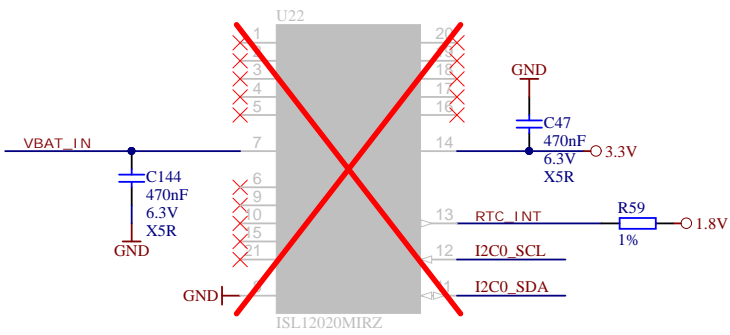 U22
1
3
4
5
7
6
9
10
15
21
20
18
17
16
14
13
12
VBAT_IN
C144
470nF
6.3V
X5R
GND
GND
GND
C47
470nF
6.3V
X5R
3.3V
RTC_INT
R59
1%
1.8V
I2C0_SCL
I2C0_SDA
ISL12020MIRZ